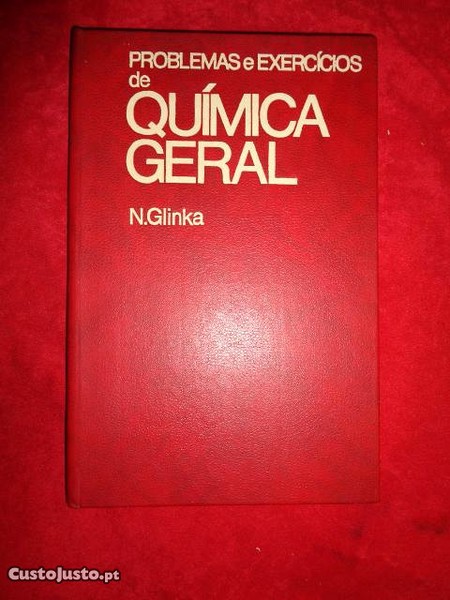 PROBLEMAS e EXERCÍCIOS
de
QUÍMICA
GERAL
N.Glinka
CustoJusto.pt